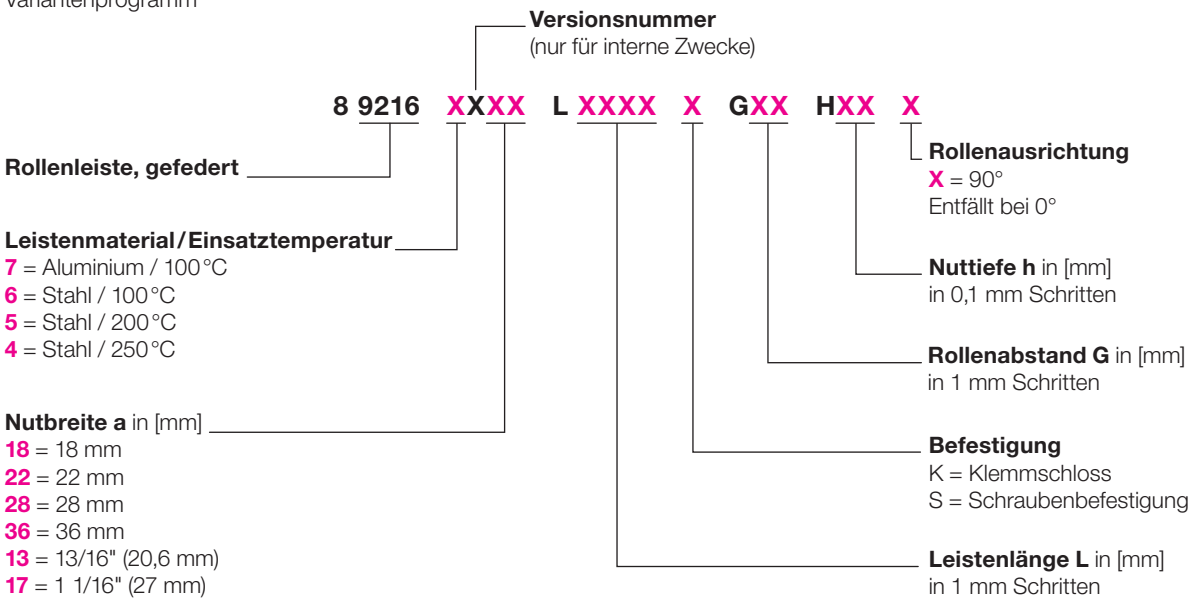 Variantenprogramm
Versionsnummer
(nur für interne Zwecke)
8 9216 XXXX L XXXX X GXX HXX X
Rollenleiste, gefedert
Leistenmaterial/Einsatztemperatur
7 = Aluminium / 100 °C
6 = Stahl / 100 °C
5 = Stahl / 200 °C
4 = Stahl / 250 °C
Nutbreite a in [mm]
18 = 18 mm
22 = 22 mm
28 = 28 mm
36 = 36 mm
13 = 13/16" (20,6 mm)
17 = 1 1/16" (27 mm)
Rollenausrichtung
X = 90°
Entfällt bei 0°
Nuttiefe h in [mm]
in 0,1 mm Schritten
Rollenabstand G in [mm]
in 1 mm Schritten
Befestigung
K = Klemmschloss
S = Schraubenbefestigung
Leistenlänge L in [mm]
in 1 mm Schritten